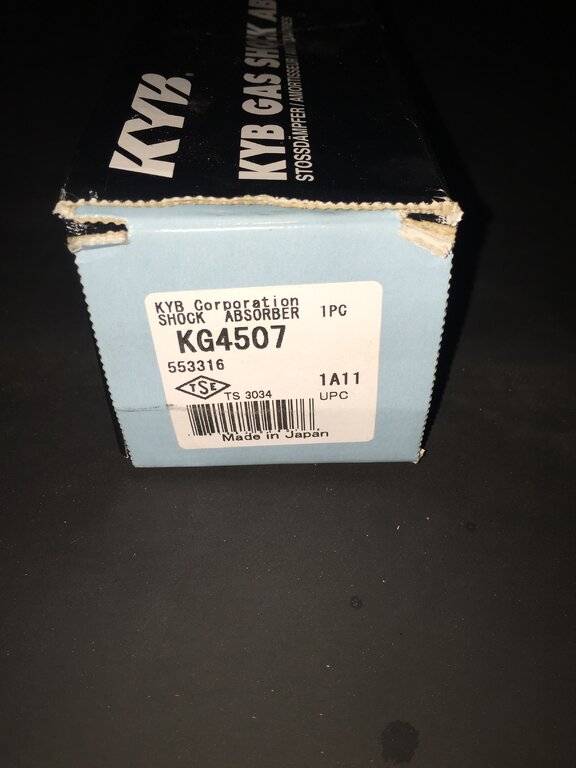 KYB
KYB GAS SHOCK AB
STOSSDÄMPFER/AMORTISSEUR/
KYB Corporation
SHOCK ABSORBER 1PC
KG4507
553316
TSE
1A11
TS 3034
UPC
Made in Japan